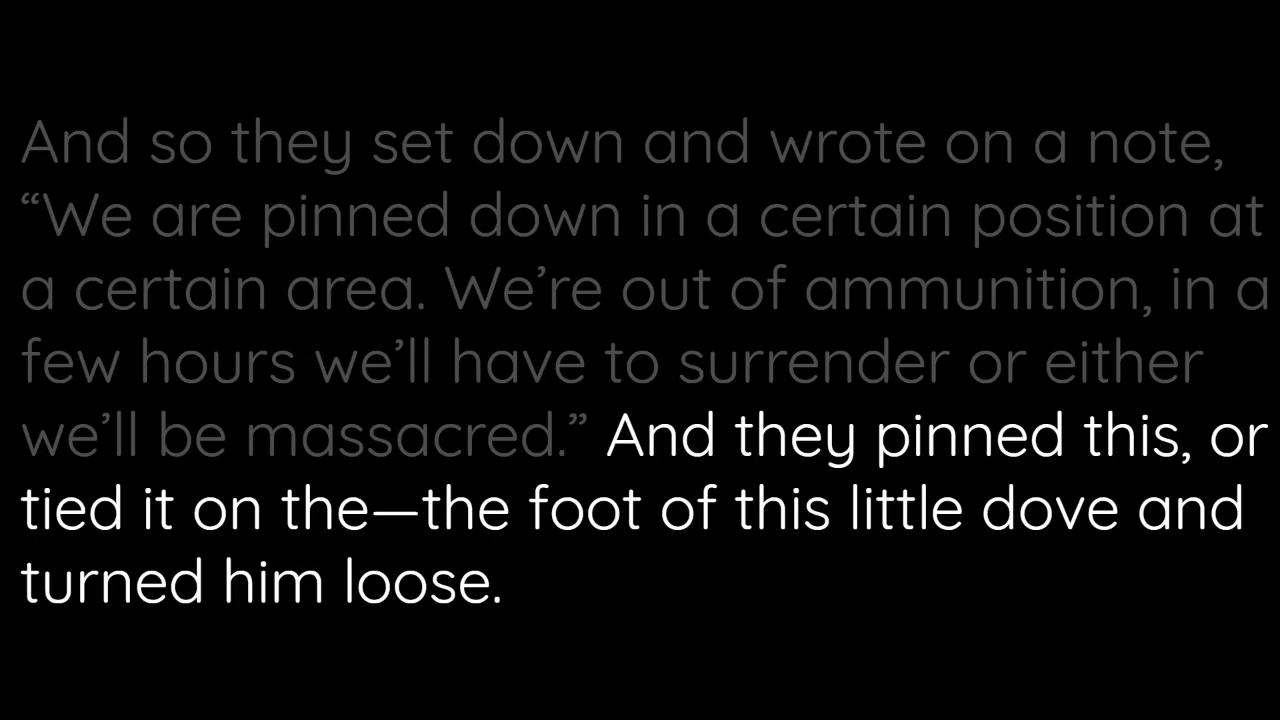 And so they set down and wrote on a note,
“We are pinned down in a certain position at
a certain area. We’re out of ammunition, in a
few hours we’ll have to surrender or either
we’ll be massacred.” And they pinned this, or
tied it on the—the foot of this little dove and
turned him loose.